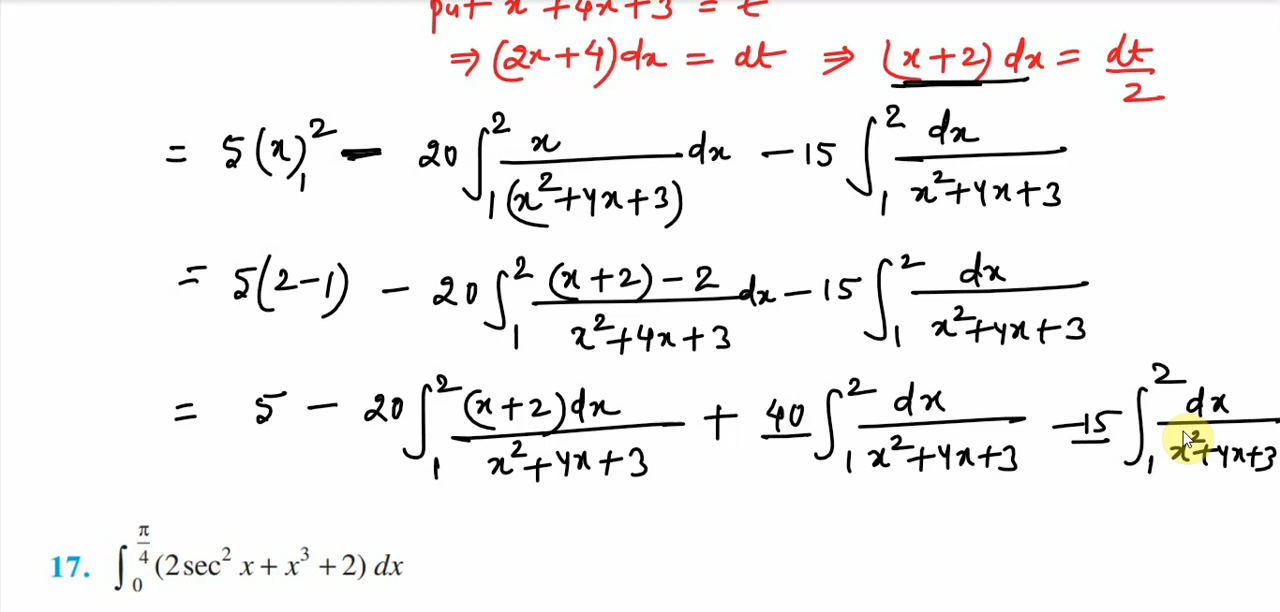 put x² + 4x + 3 = t
⇒ (2x + 4) dx = dt ⇒ (x + 2) dx = dt/2
= 5(x)₁² − 20 ∫₁² x/(x² + 4x + 3) dx − 15 ∫₁² dx/(x² + 4x + 3)
= 5(2 − 1) − 20 ∫₁² ((x + 2) − 2)/(x² + 4x + 3) dx − 15 ∫₁² dx/(x² + 4x + 3)
= 5 − 20 ∫₁² (x + 2) dx/(x² + 4x + 3) + 40 ∫₁² dx/(x² + 4x + 3) − 15 ∫₁² dx/(x² + 4x + 3)
17. ∫₀^(π/4) (2 sec² x + x³ + 2) dx